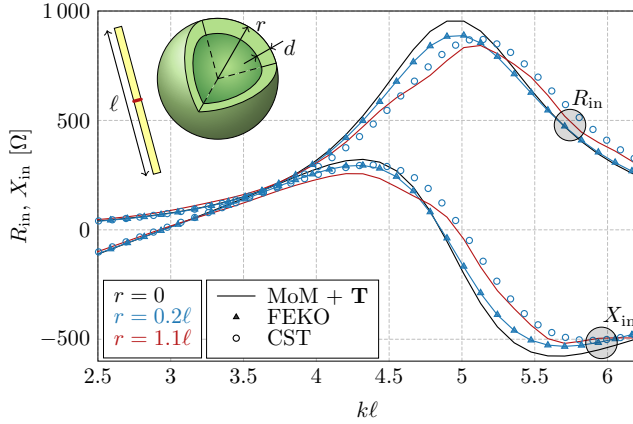 1 000
500
0
−500
R_in, X_in [Ω]
ℓ
r
d
R_in
X_in
r = 0
r = 0.2ℓ
r = 1.1ℓ
MoM + T
FEKO
CST
2.5 3 3.5 4 4.5 5 5.5 6
kℓ